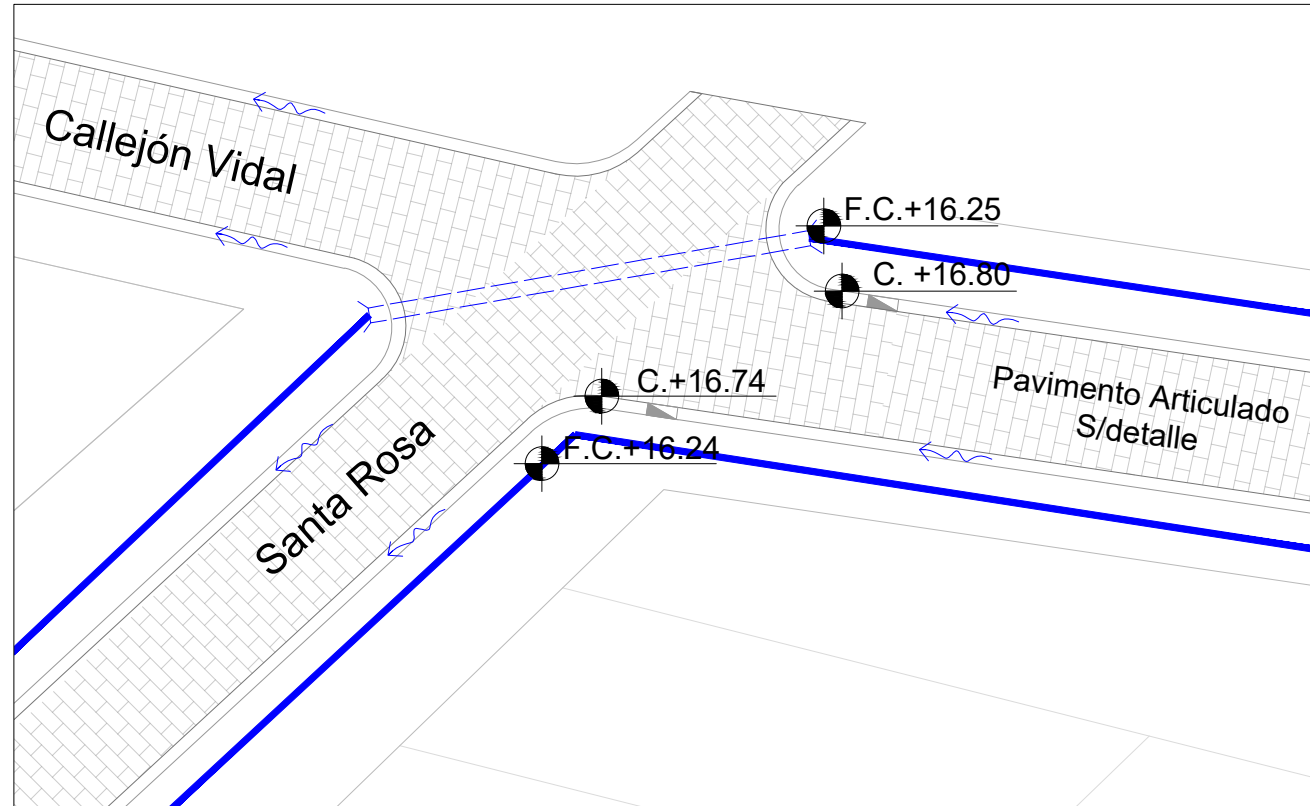 Callejón Vidal
F.C.+16.25
C. +16.80
C.+16.74
Pavimento Articulado
S/detalle
F.C.+16.24
Santa Rosa